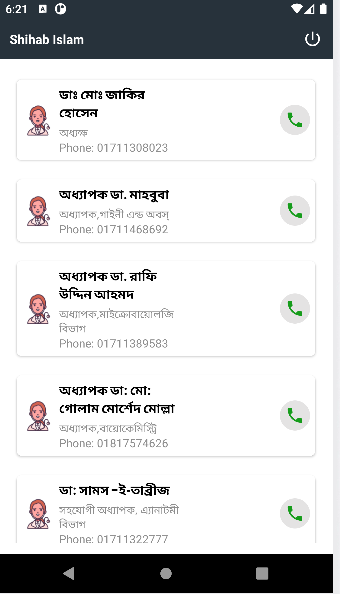 6:21
Shihab Islam
ডাঃ মোঃ জাকির
হোসেন
অধ্যক্ষ
Phone: 01711308023
অধ্যাপক ডা. মাহবুবা
অধ্যাপক,গাইনী এন্ড অবস্
Phone: 01711468692
অধ্যাপক ডা. রাফি
উদ্দিন আহমদ
অধ্যাপক,মাইক্রোবায়োলজি
বিভাগ
Phone: 01711389583
অধ্যাপক ডা: মো:
গোলাম মোর্শেদ মোল্লা
অধ্যাপক,বায়োকেমিস্ট্রি
Phone: 01817574626
ডা: সামস –ই-তাব্রীজ
সহযোগী অধ্যাপক, এ্যানাটমী
বিভাগ
Phone: 01711322777